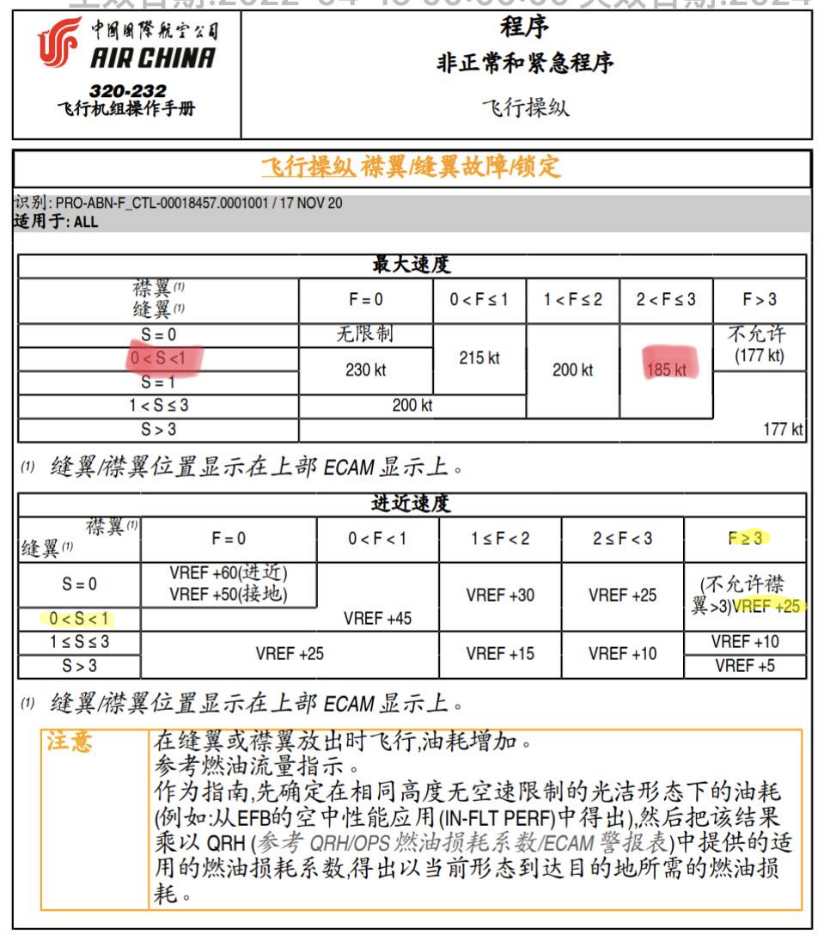 生效日期:2022-04-15 00:00:00 失效日期:2024
中国国际航空公司
AIR CHINA
320-232
飞行机组操作手册
程序
非正常和紧急程序
飞行操纵
飞行操纵 襟翼/缝翼故障/锁定
识别: PRO-ABN-F_CTL-00018457.0001001 / 17 NOV 20
适用于: ALL
最大速度
襟翼(1)
缝翼(1)
F = 0
0 < F ≤ 1
1 < F ≤ 2
2 < F ≤ 3
F > 3
S = 0
无限制
215 kt
200 kt
185 kt
不允许
(177 kt)
0 < S <1
230 kt
S = 1
1 < S ≤ 3
200 kt
177 kt
S > 3
(1) 缝翼/襟翼位置显示在上部 ECAM 显示上。
进近速度
襟翼(1)
缝翼(1)
F = 0
0 < F < 1
1 ≤ F < 2
2 ≤ F < 3
F ≥ 3
S = 0
VREF +60(进近)
VREF +50(接地)
VREF +45
VREF +30
VREF +25
(不允许襟
翼>3)VREF +25
0 < S < 1
1 ≤ S ≤ 3
VREF +25
VREF +15
VREF +10
VREF +10
S > 3
VREF +5
(1) 缝翼/襟翼位置显示在上部 ECAM 显示上。
注意
在缝翼或襟翼放出时飞行,油耗增加。
参考燃油流量指示。
作为指南,先确定在相同高度无空速限制的光洁形态下的油耗
(例如:从EFB的空中性能应用(IN-FLT PERF)中得出),然后把该结果
乘以 QRH (参考 QRH/OPS 燃油损耗系数/ECAM 警报表)中提供的适
用的燃油损耗系数,得出以当前形态到达目的地所需的燃油损
耗。